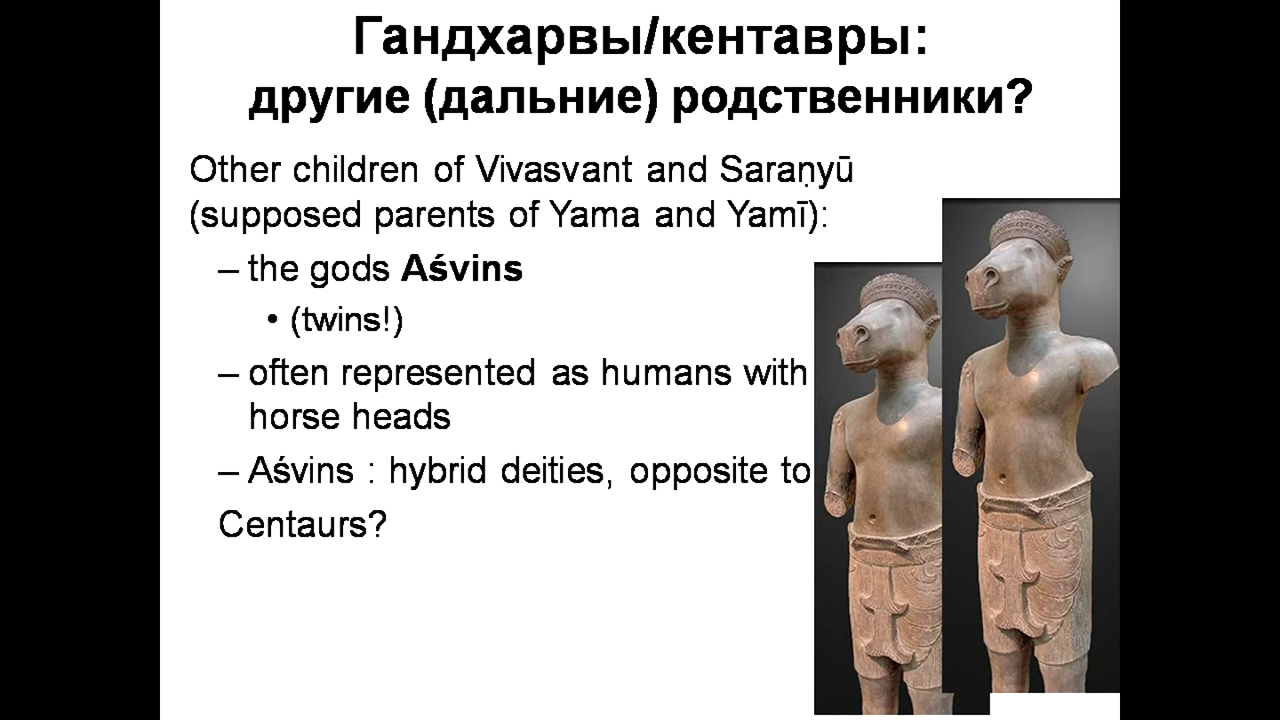 Гандхарвы/кентавры:
другие (дальние) родственники?
Other children of Vivasvant and Saraṇyū
(supposed parents of Yama and Yamī):
– the gods Aśvins
• (twins!)
– often represented as humans with
horse heads
– Aśvins : hybrid deities, opposite to
Centaurs?